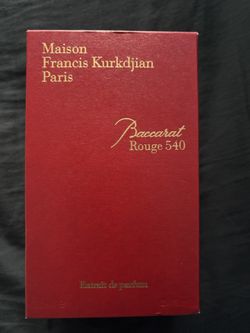 Maison
Francis Kurkdjian
Paris
Baccarat
Rouge 540
Extrait de parfum